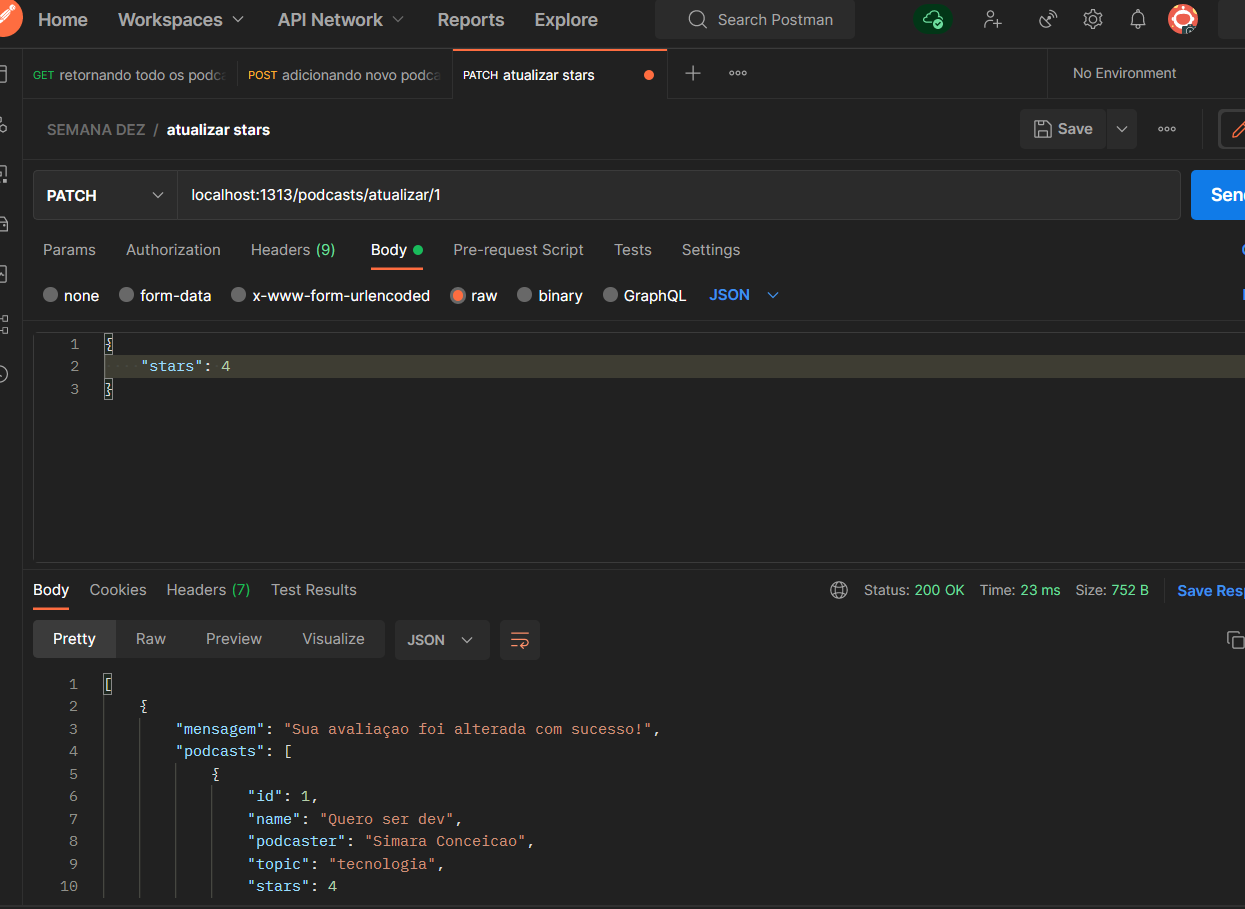 Home Workspaces API Network Reports Explore Search Postman
GET retornando todo os podca POST adicionando novo podca PATCH atualizar stars No Environment
SEMANA DEZ / atualizar stars Save
PATCH localhost:1313/podcasts/atualizar/1 Send
Params Authorization Headers (9) Body Pre-request Script Tests Settings
none form-data x-www-form-urlencoded raw binary GraphQL JSON
1 {
2 "stars": 4
3 }
Body Cookies Headers (7) Test Results Status: 200 OK Time: 23 ms Size: 752 B Save Resp
Pretty Raw Preview Visualize JSON
1 [
2 {
3 "mensagem": "Sua avaliaçao foi alterada com sucesso!",
4 "podcasts": [
5 {
6 "id": 1,
7 "name": "Quero ser dev",
8 "podcaster": "Simara Conceicao",
9 "topic": "tecnologia",
10 "stars": 4